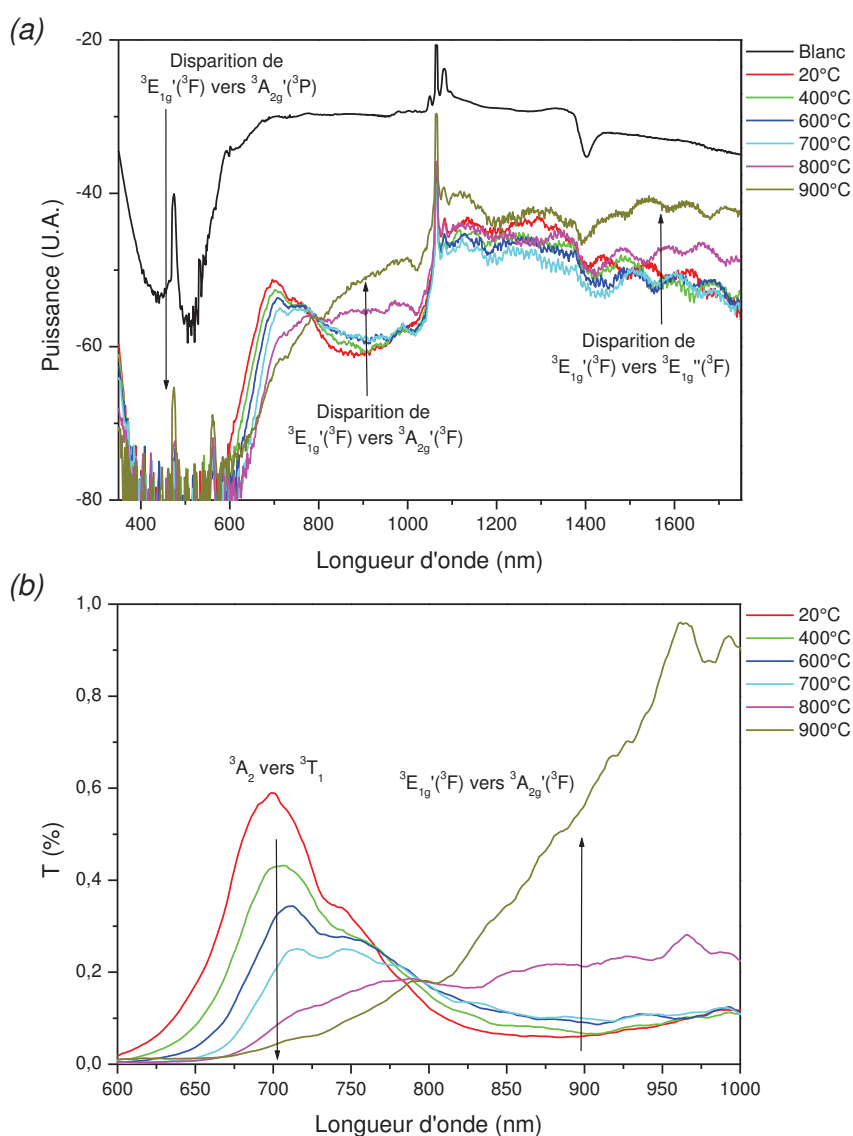 (a)
-20
-40
-60
-80
Puissance (U.A.)
Disparition de
³E₁g'(³F) vers ³A₂g'(³P)
Disparition de
³E₁g'(³F) vers ³A₂g'(³F)
Disparition de
³E₁g'(³F) vers ³E₁g''(³F)
Blanc
20°C
400°C
600°C
700°C
800°C
900°C
400 600 800 1000 1200 1400 1600
Longueur d'onde (nm)
(b)
1,0
0,8
0,6
0,4
0,2
0,0
T (%)
³A₂ vers ³T₁
³E₁g'(³F) vers ³A₂g'(³F)
20°C
400°C
600°C
700°C
800°C
900°C
600 650 700 750 800 850 900 950 1000
Longueur d'onde (nm)